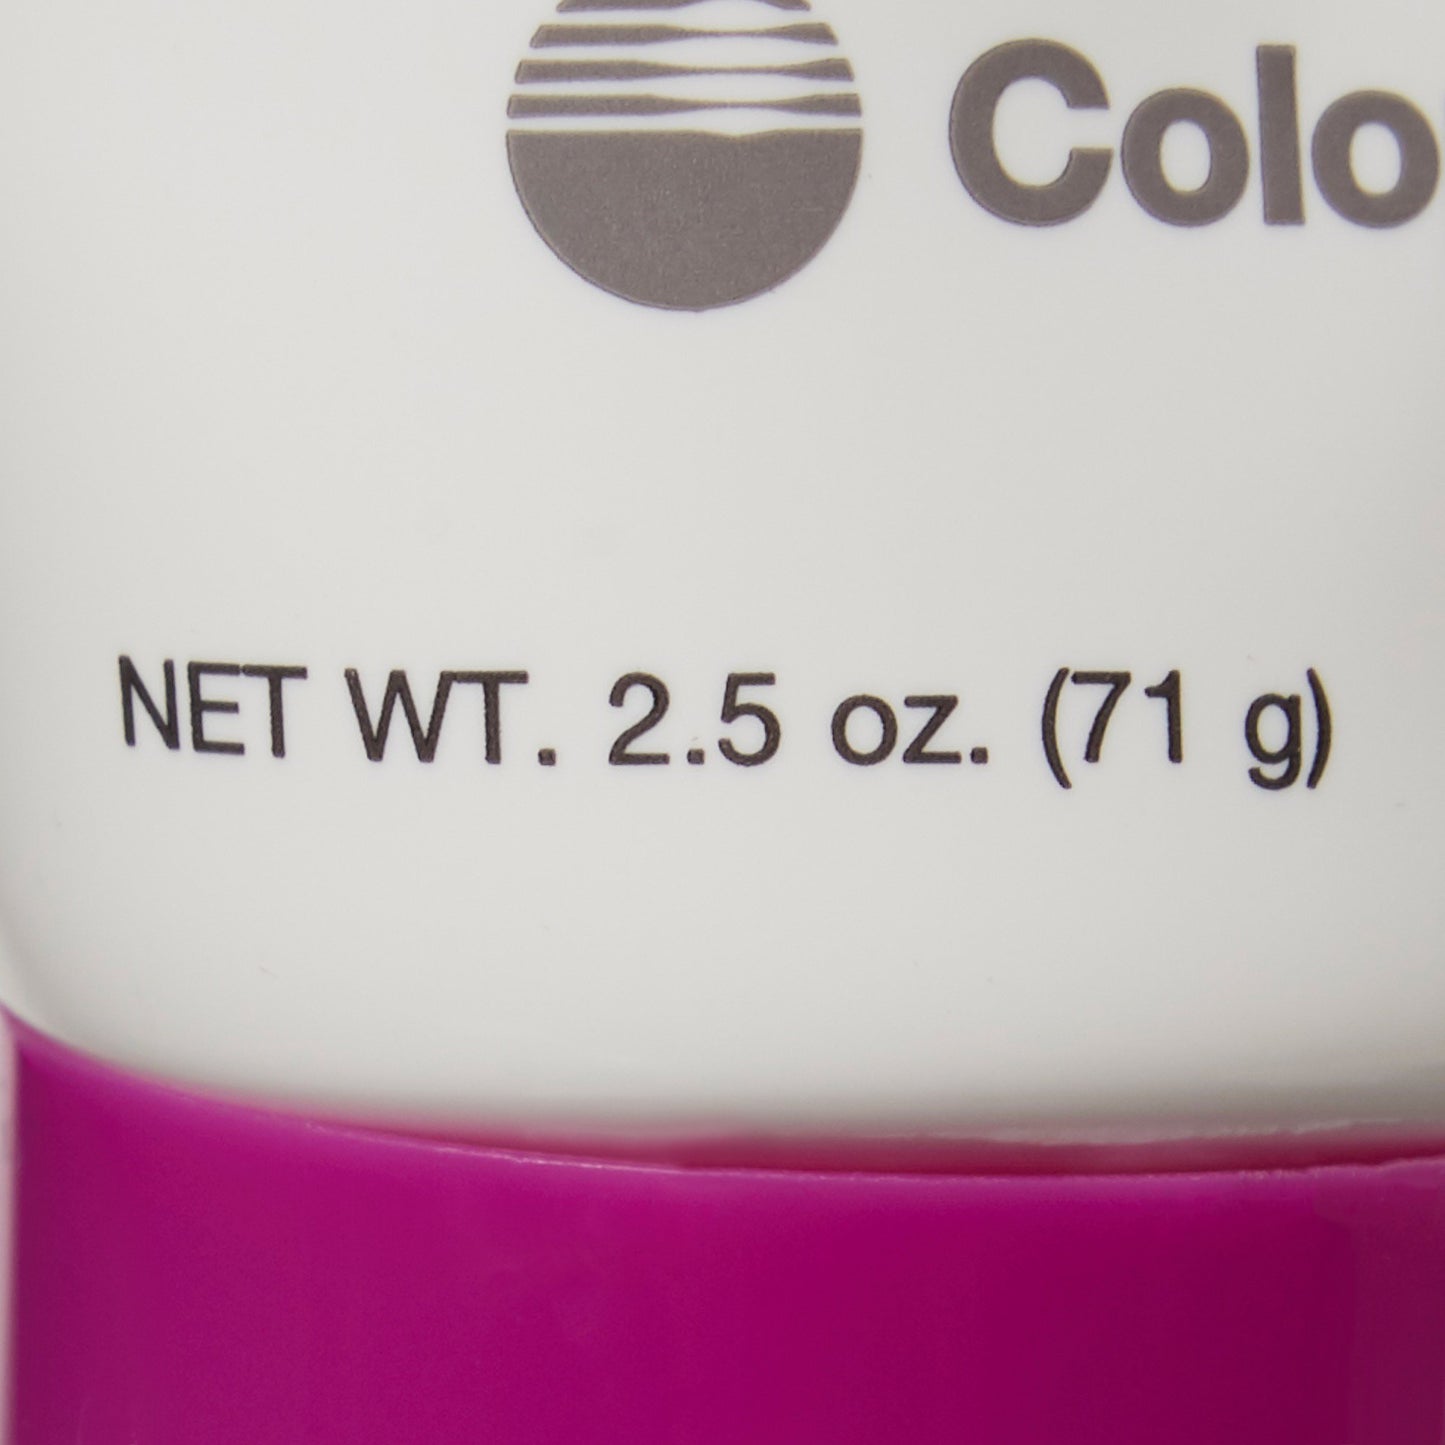 Colo
NET WT. 2.5 oz. (71 g)